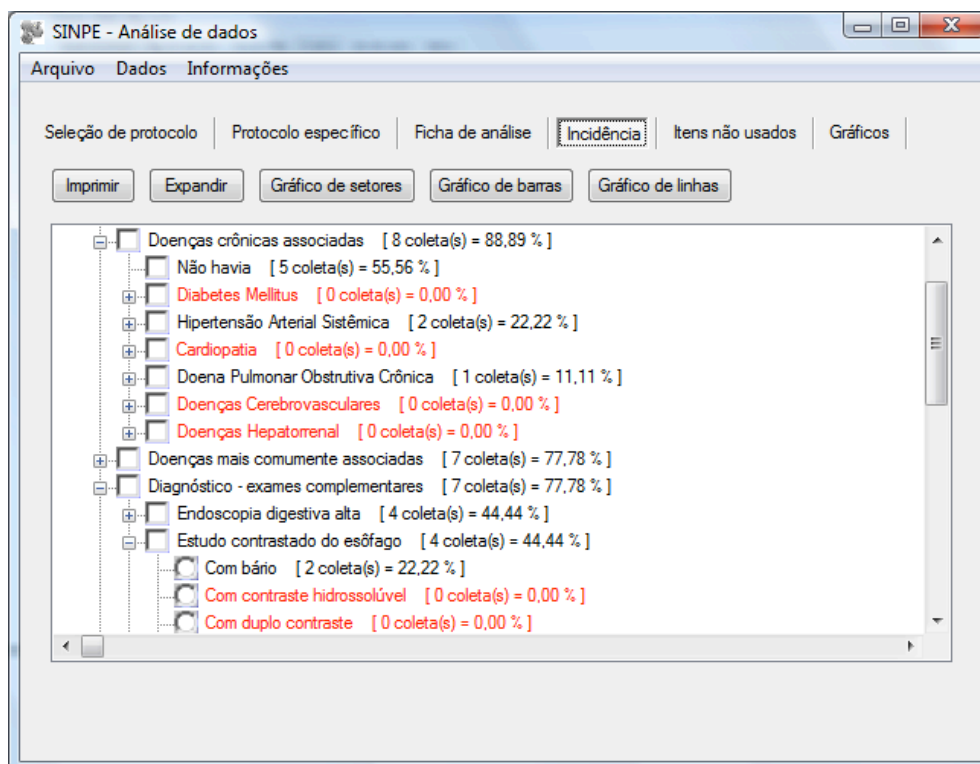 SINPE - Análise de dados
Arquivo Dados Informações
Seleção de protocolo Protocolo específico Ficha de análise Incidência Itens não usados Gráficos
Imprimir Expandir Gráfico de setores Gráfico de barras Gráfico de linhas
Doenças crônicas associadas [ 8 coleta(s) = 88,89 % ]
Não havia [ 5 coleta(s) = 55,56 % ]
Diabetes Mellitus [ 0 coleta(s) = 0,00 % ]
Hipertensão Arterial Sistêmica [ 2 coleta(s) = 22,22 % ]
Cardiopatia [ 0 coleta(s) = 0,00 % ]
Doena Pulmonar Obstrutiva Crônica [ 1 coleta(s) = 11,11 % ]
Doenças Cerebrovasculares [ 0 coleta(s) = 0,00 % ]
Doenças Hepatorrenal [ 0 coleta(s) = 0,00 % ]
Doenças mais comumente associadas [ 7 coleta(s) = 77,78 % ]
Diagnóstico - exames complementares [ 7 coleta(s) = 77,78 % ]
Endoscopia digestiva alta [ 4 coleta(s) = 44,44 % ]
Estudo contrastado do esôfago [ 4 coleta(s) = 44,44 % ]
Com bário [ 2 coleta(s) = 22,22 % ]
Com contraste hidrossolúvel [ 0 coleta(s) = 0,00 % ]
Com duplo contraste [ 0 coleta(s) = 0,00 % ]